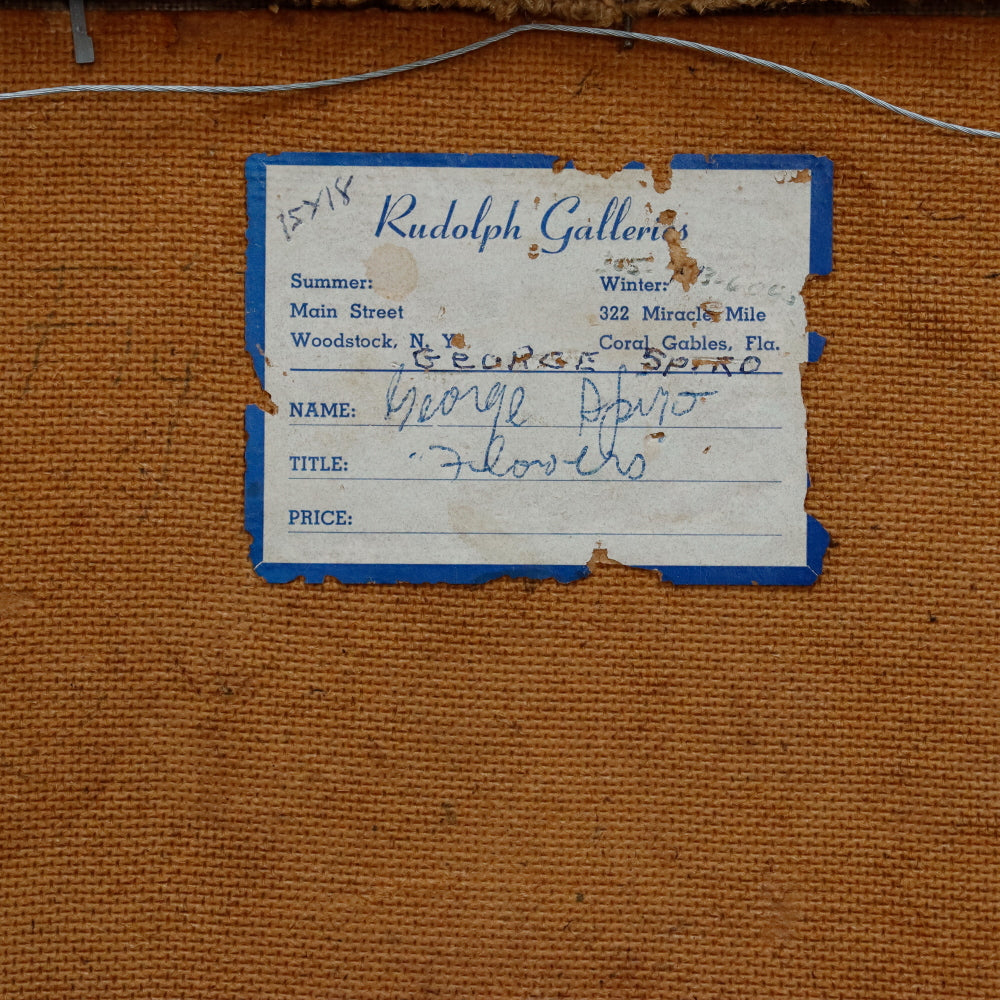 15x18
Rudolph Galleries
Summer:
Main Street
Woodstock, N. Y.
Winter:
322 Miracle Mile
Coral Gables, Fla.
GEORGE SPIRO
NAME: George Spiro
TITLE: "Flowers
PRICE: